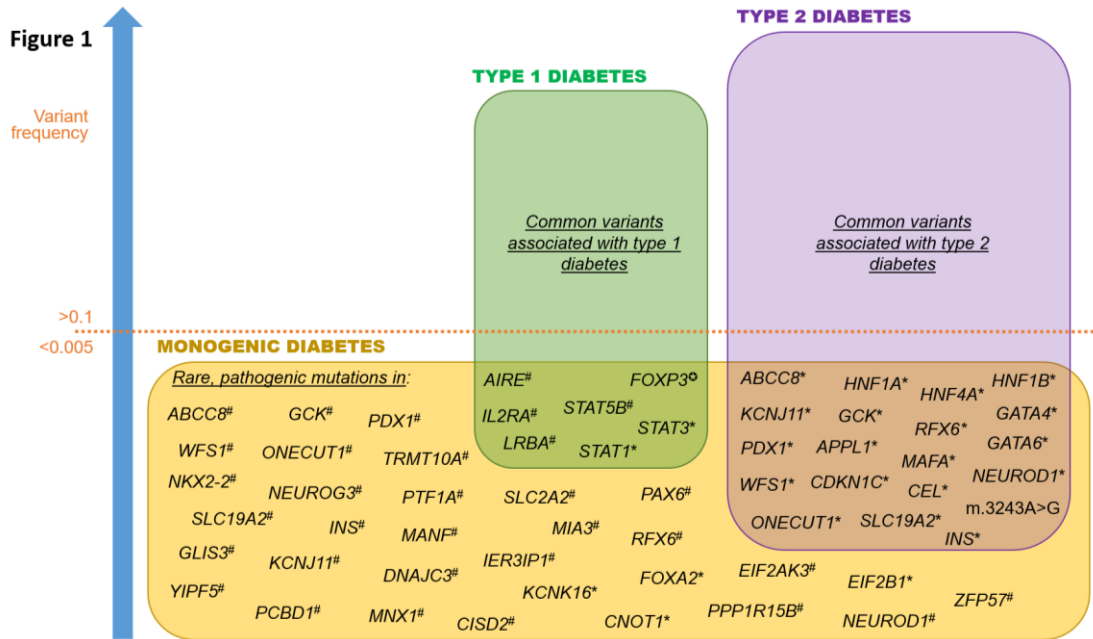 Figure 1
TYPE 2 DIABETES
TYPE 1 DIABETES
Variant
frequency
Common variants
associated with type 1
diabetes
Common variants
associated with type 2
diabetes
>0.1
<0.005
MONOGENIC DIABETES
Rare, pathogenic mutations in:
ABCC8# GCK# PDX1#
WFS1# ONECUT1# TRMT10A#
NKX2-2# NEUROG3# PTF1A# SLC2A2# PAX6#
SLC19A2# INS# MANF# MIA3# RFX6#
GLIS3# KCNJ11# DNAJC3# IER3IP1# FOXA2* EIF2AK3# EIF2B1*
YIPF5# PCBD1# MNX1# CISD2# KCNK16* CNOT1* PPP1R15B# NEUROD1# ZFP57#
AIRE# FOXP3✪
IL2RA# STAT5B# STAT3*
LRBA# STAT1*
ABCC8* HNF1A* HNF4A* HNF1B*
KCNJ11* GCK* RFX6* GATA4*
PDX1* APPL1* MAFA* GATA6*
WFS1* CDKN1C* CEL* NEUROD1*
ONECUT1* SLC19A2* INS* m.3243A>G